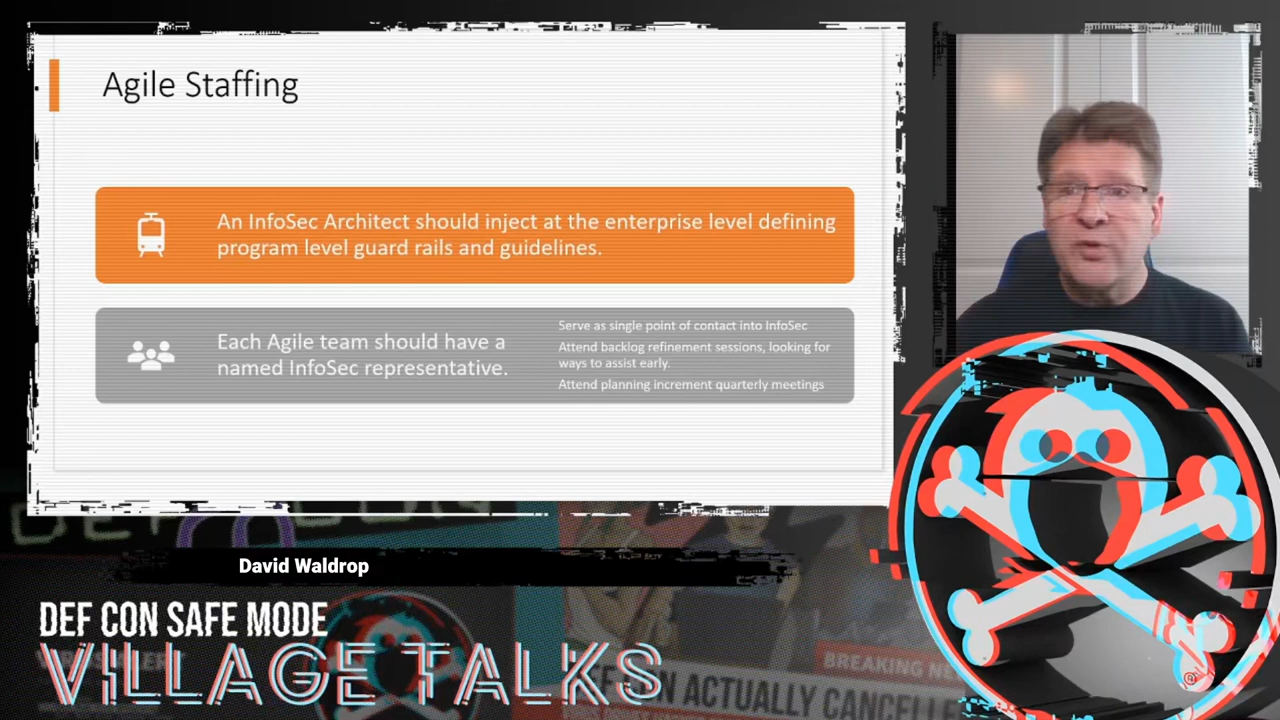 Agile Staffing
An InfoSec Architect should inject at the enterprise level defining
program level guard rails and guidelines.
Each Agile team should have a
named InfoSec representative.
Serve as single point of contact into InfoSec
Attend backlog refinement sessions, looking for
ways to assist early.
Attend planning increment quarterly meetings
David Waldrop
DEF CON SAFE MODE
VILLAGE TALKS
BREAKING NE
ACTUALLY CANCELLE